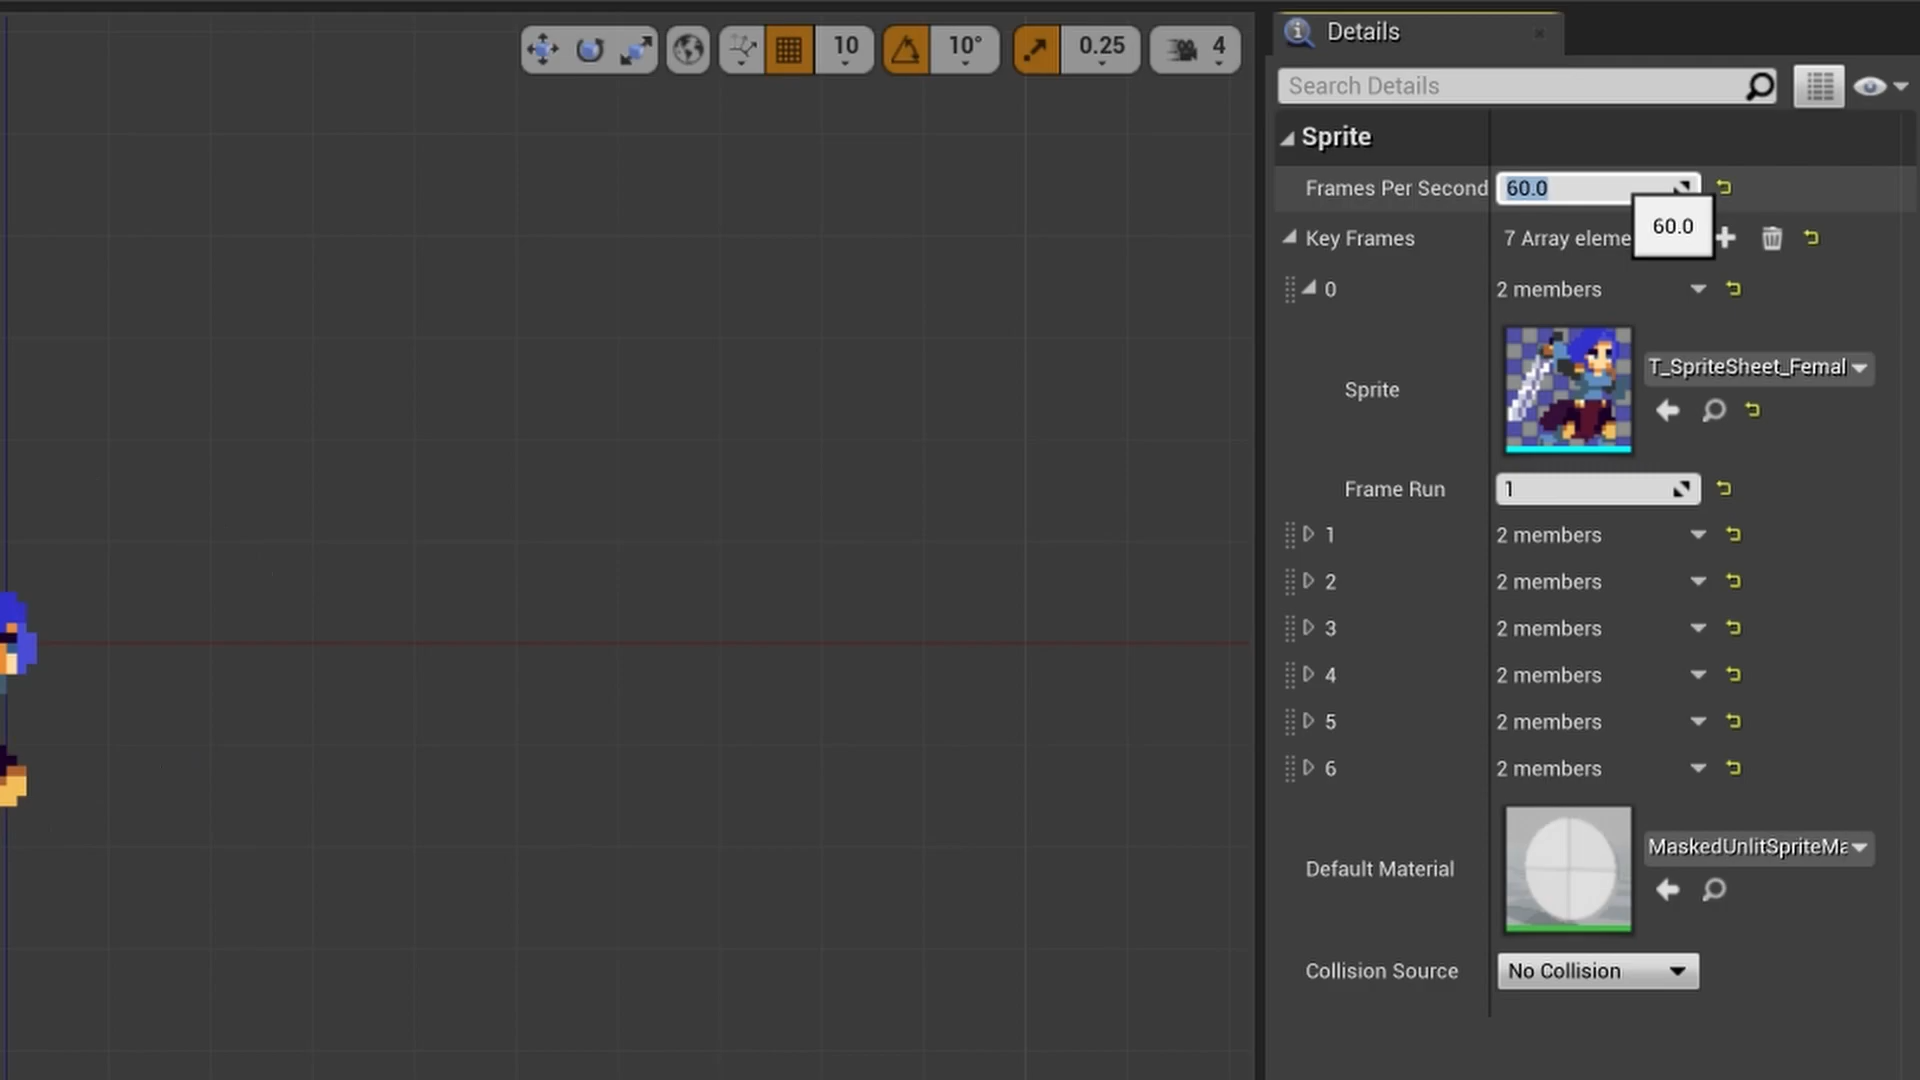 10
10°
0.25
4
Details
Search Details
Sprite
Frames Per Second
60.0
60.0
Key Frames
7 Array eleme
0
2 members
Sprite
T_SpriteSheet_Femal
Frame Run
1
1
2 members
2
2 members
3
2 members
4
2 members
5
2 members
6
2 members
Default Material
MaskedUnlitSpriteMa
Collision Source
No Collision